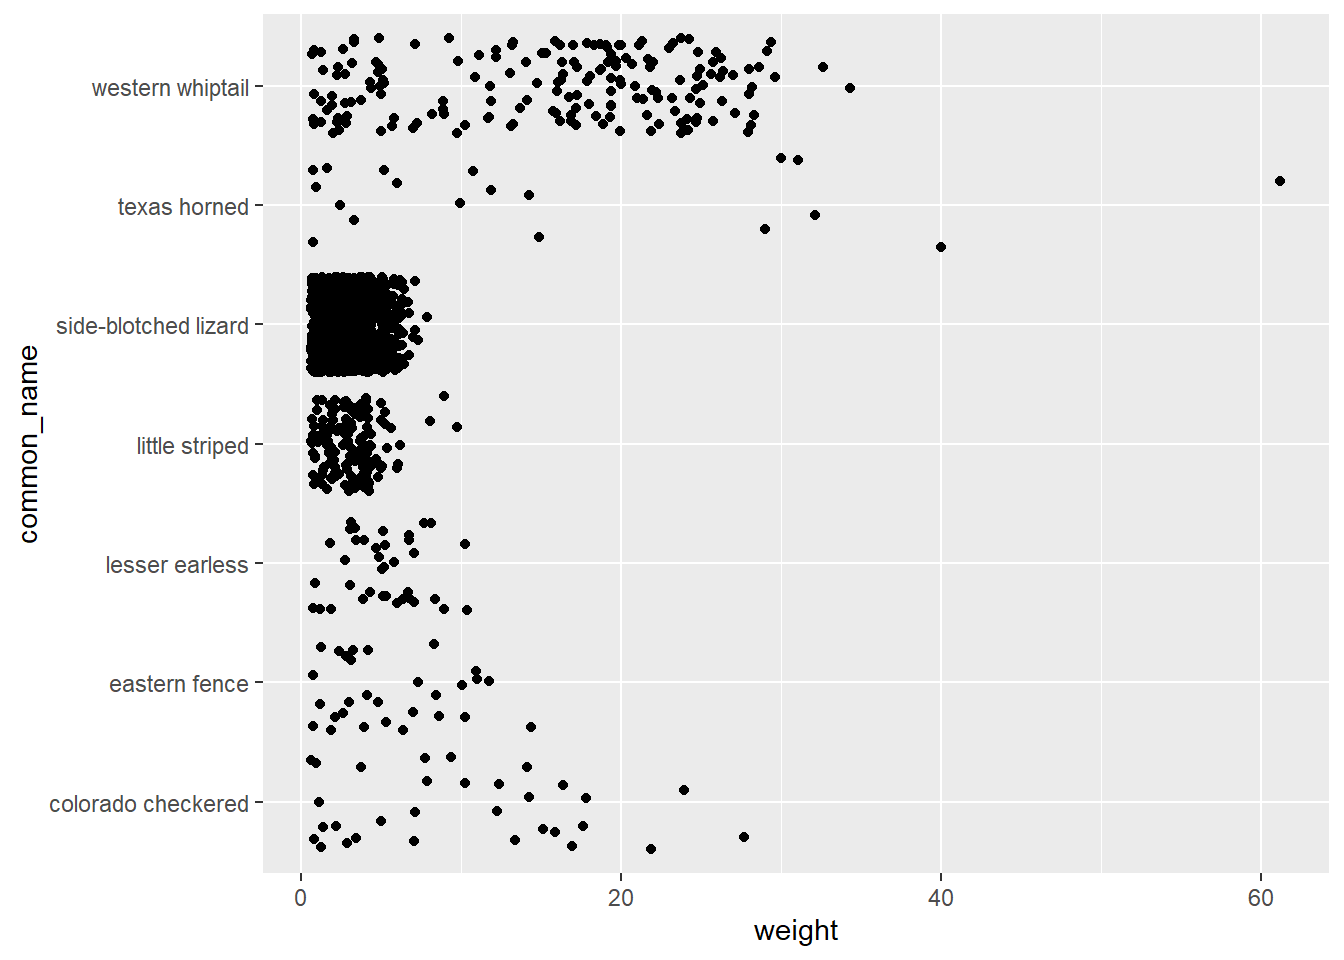 western whiptail
texas horned
side-blotched lizard
little striped
lesser earless
eastern fence
colorado checkered
common_name
0 20 40 60
weight